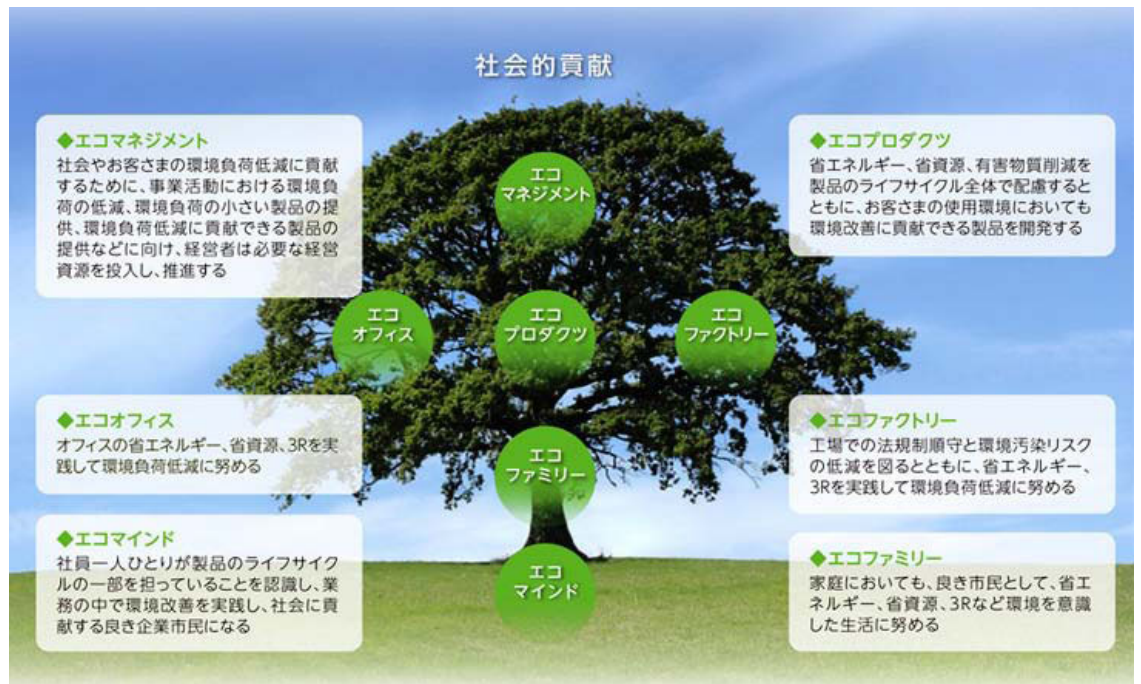 社会的貢献
◆エコマネジメント
社会やお客さまの環境負荷低減に貢献
するために、事業活動における環境負
荷の低減、環境負荷の小さい製品の提
供、環境負荷低減に貢献できる製品の
提供などに向け、経営者は必要な経営
資源を投入し、推進する
◆エコプロダクツ
省エネルギー、省資源、有害物質削減を
製品のライフサイクル全体で配慮すると
ともに、お客さまの使用環境においても
環境改善に貢献できる製品を開発する
エコ
マネジメント
エコ
オフィス
エコ
プロダクツ
エコ
ファクトリー
◆エコオフィス
オフィスの省エネルギー、省資源、3Rを実
践して環境負荷低減に努める
◆エコファクトリー
工場での法規制順守と環境汚染リスク
の低減を図るとともに、省エネルギー、
3Rを実践して環境負荷低減に努める
エコ
ファミリー
◆エコマインド
社員一人ひとりが製品のライフサイク
ルの一部を担っていることを認識し、業
務の中で環境改善を実践し、社会に貢
献する良き企業市民になる
エコ
マインド
◆エコファミリー
家庭においても、良き市民として、省エ
ネルギー、省資源、3Rなど環境を意識
した生活に努める